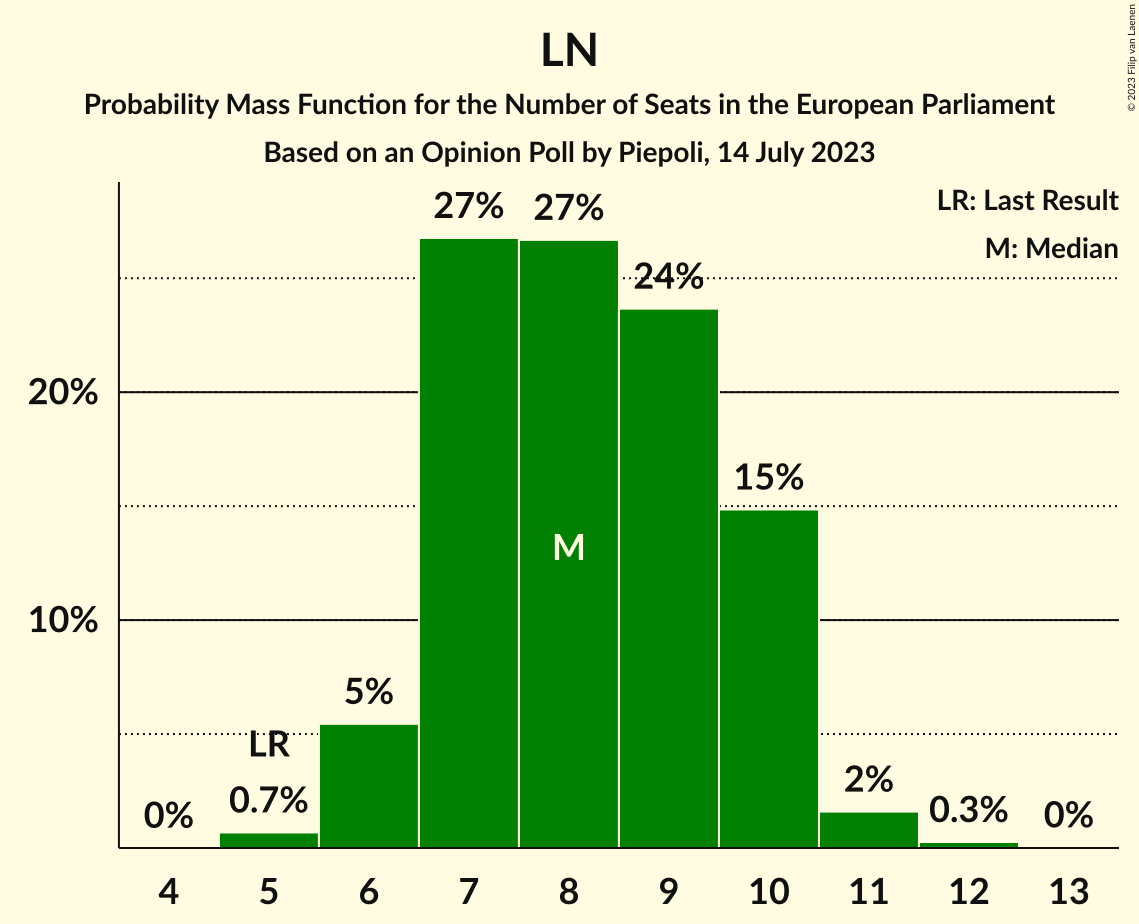 © 2023 Filip van Laenen
LN
Probability Mass Function for the Number of Seats in the European Parliament
Based on an Opinion Poll by Piepoli, 14 July 2023
LR: Last Result
M: Median
27%
27%
24%
20%
15%
M
10%
5%
LR
2%
0.7%
0.3%
0%
0%
4 5 6 7 8 9 10 11 12 13